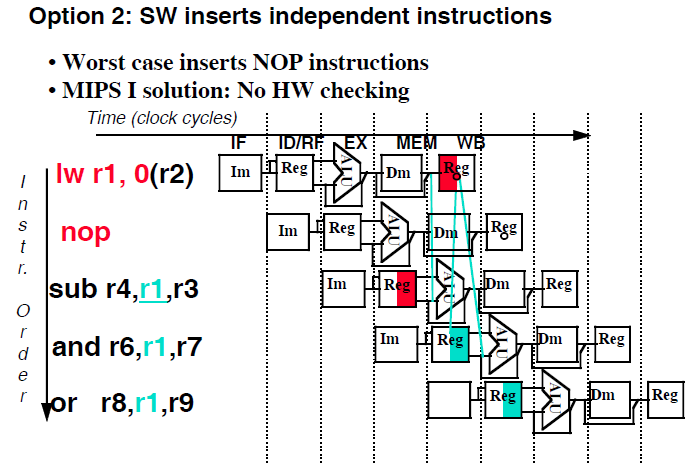 Option 2: SW inserts independent instructions
• Worst case inserts NOP instructions
• MIPS I solution: No HW checking
Time (clock cycles)
IF ID/RF EX MEM WB
Instr. Order
lw r1, 0(r2)
Im Reg ALU Dm Reg
nop
Im Reg ALU Dm Reg
sub r4,r1,r3
Im Reg ALU Dm Reg
and r6,r1,r7
Im Reg ALU Dm Reg
or r8,r1,r9
Reg ALU Dm Reg